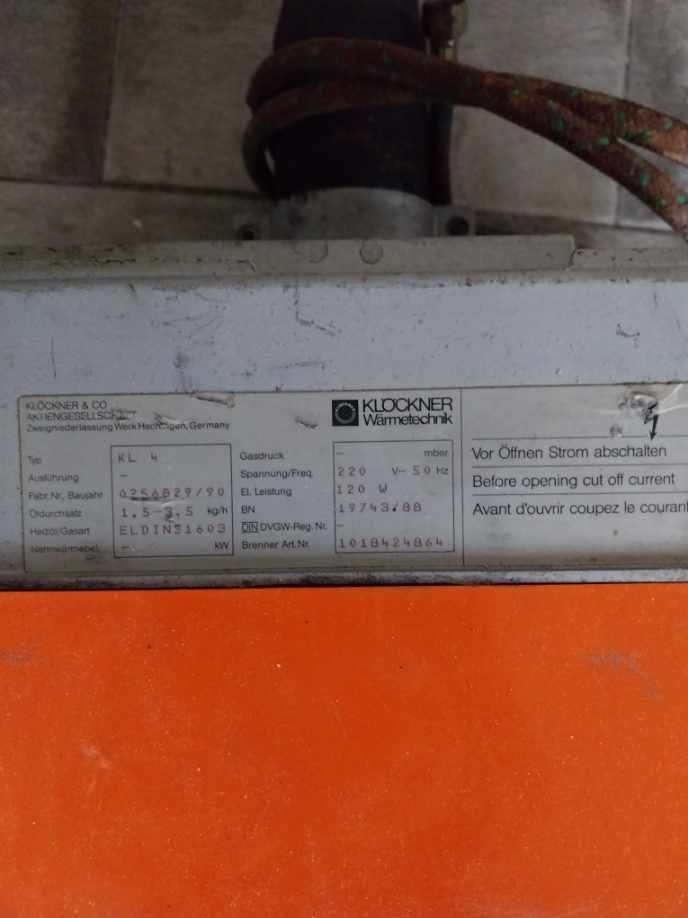 KLÖCKNER & CO
AKTIENGESELLSCHAFT
Zweigniederlassung Werk Hechingen, Germany
KLÖCKNER
Wärmetechnik
Typ KL 4
Ausführung -
Fabr.Nr., Baujahr 0256829/90
Öldurchsatz 1,5-3,5 kg/h
Heizöl/Gasart ELDIN51603
Nennwärmebel. - kW
Gasdruck - mbar
Spannung/Freq. 220 V~ 50 Hz
El. Leistung 120 W
BN 19743/88
DIN DVGW-Reg. Nr. -
Brenner Art. Nr. 1018424864
Vor Öffnen Strom abschalten
Before opening cut off current
Avant d'ouvrir coupez le courant